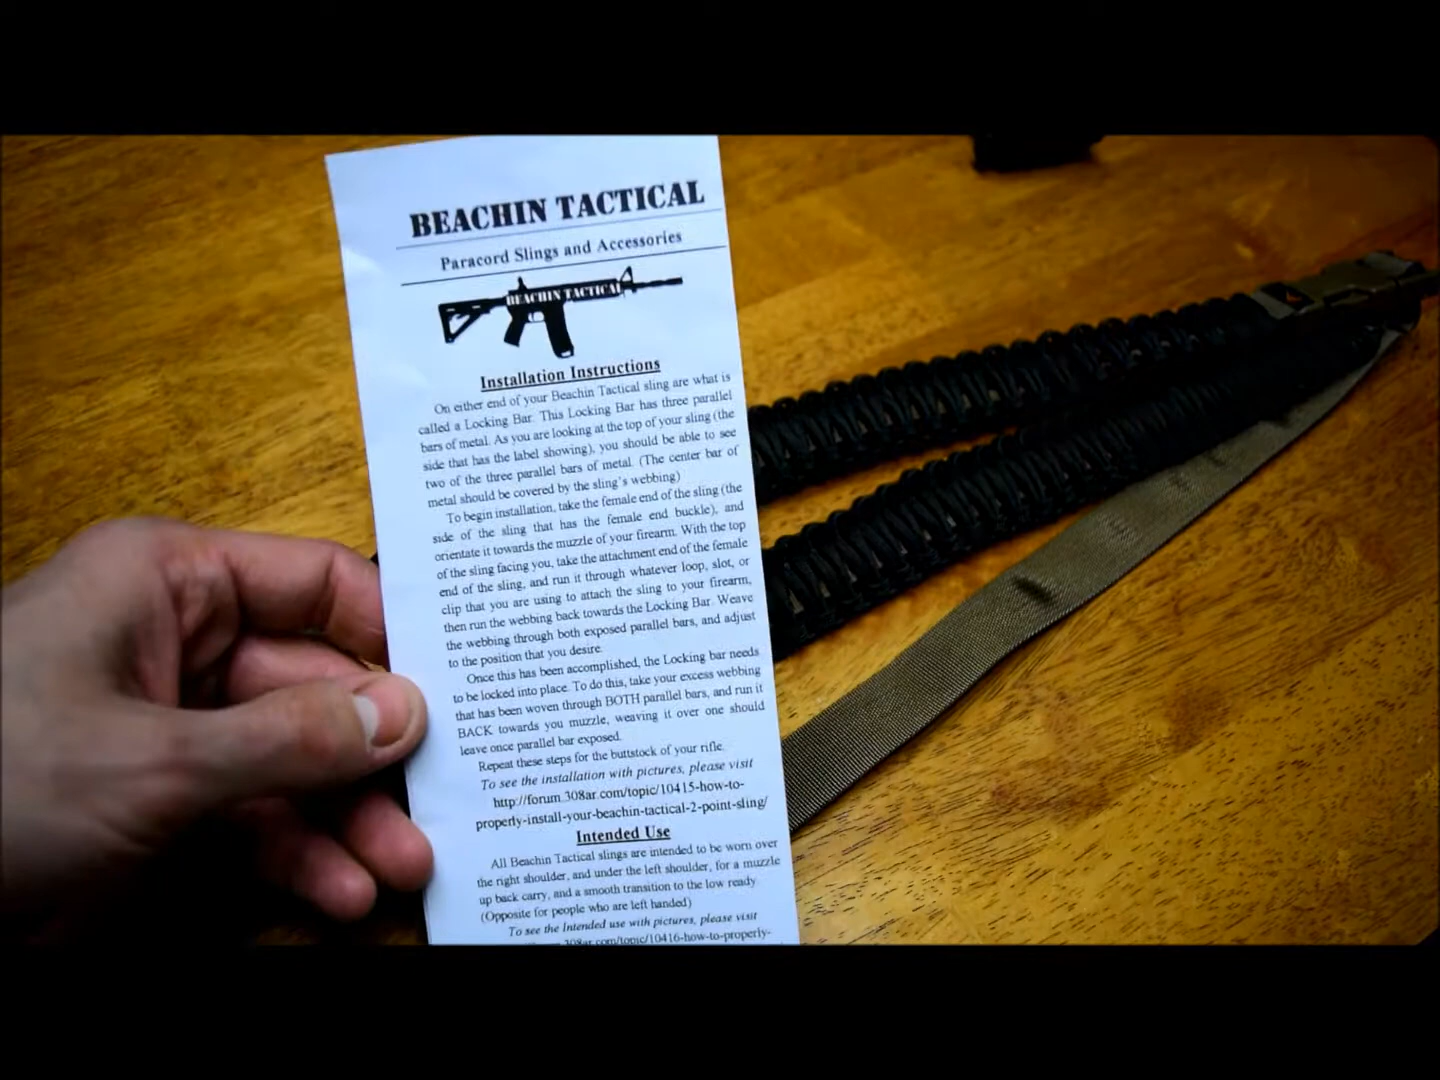 BEACHIN TACTICAL
Paracord Slings and Accessories
BEACHIN TACTICAL
Installation Instructions
On either end of your Beachin Tactical sling are what is
called a Locking Bar. This Locking Bar has three parallel
bars of metal. As you are looking at the top of your sling (the
side that has the label showing), you should be able to see
two of the three parallel bars of metal. (The center bar of
metal should be covered by the sling's webbing)
To begin installation, take the female end of the sling (the
side of the sling that has the female end buckle), and
orientate it towards the muzzle of your firearm. With the top
of the sling facing you, take the attachment end of the female
end of the sling, and run it through whatever loop, slot, or
clip that you are using to attach the sling to your firearm,
then run the webbing back towards the Locking Bar. Weave
the webbing through both exposed parallel bars, and adjust
to the position that you desire.
Once this has been accomplished, the Locking bar needs
to be locked into place. To do this, take your excess webbing
that has been woven through BOTH parallel bars, and run it
BACK towards you muzzle, weaving it over one should
leave once parallel bar exposed.
Repeat these steps for the buttstock of your rifle.
To see the installation with pictures, please visit
http://forum.308ar.com/topic/10415-how-to-
properly-install-your-beachin-tactical-2-point-sling/
Intended Use
All Beachin Tactical slings are intended to be worn over
the right shoulder, and under the left shoulder, for a muzzle
up back carry, and a smooth transition to the low ready.
(Opposite for people who are left handed)
To see the Intended use with pictures, please visit
308ar.com/topic/10416-how-to-properly-